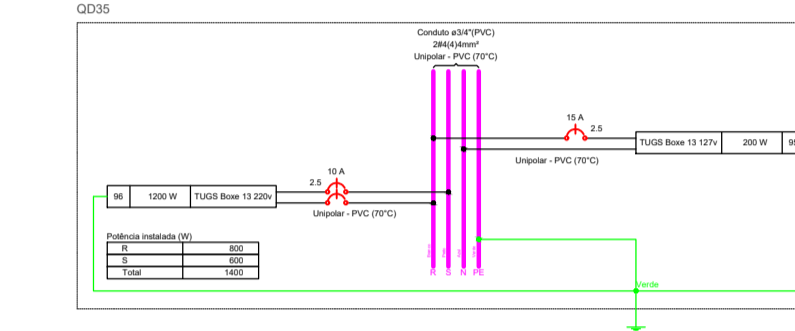 QD35
Conduto ø3/4"(PVC)
2#4(4)4mm²
Unipolar - PVC (70°C)
15 A
2.5
TUGS Boxe 13 127v 200 W
Unipolar - PVC (70°C)
10 A
2.5
96 1200 W TUGS Boxe 13 220v
Unipolar - PVC (70°C)
Potência instalada (W)
R 800
S 600
Total 1400
R S N PE
Verde